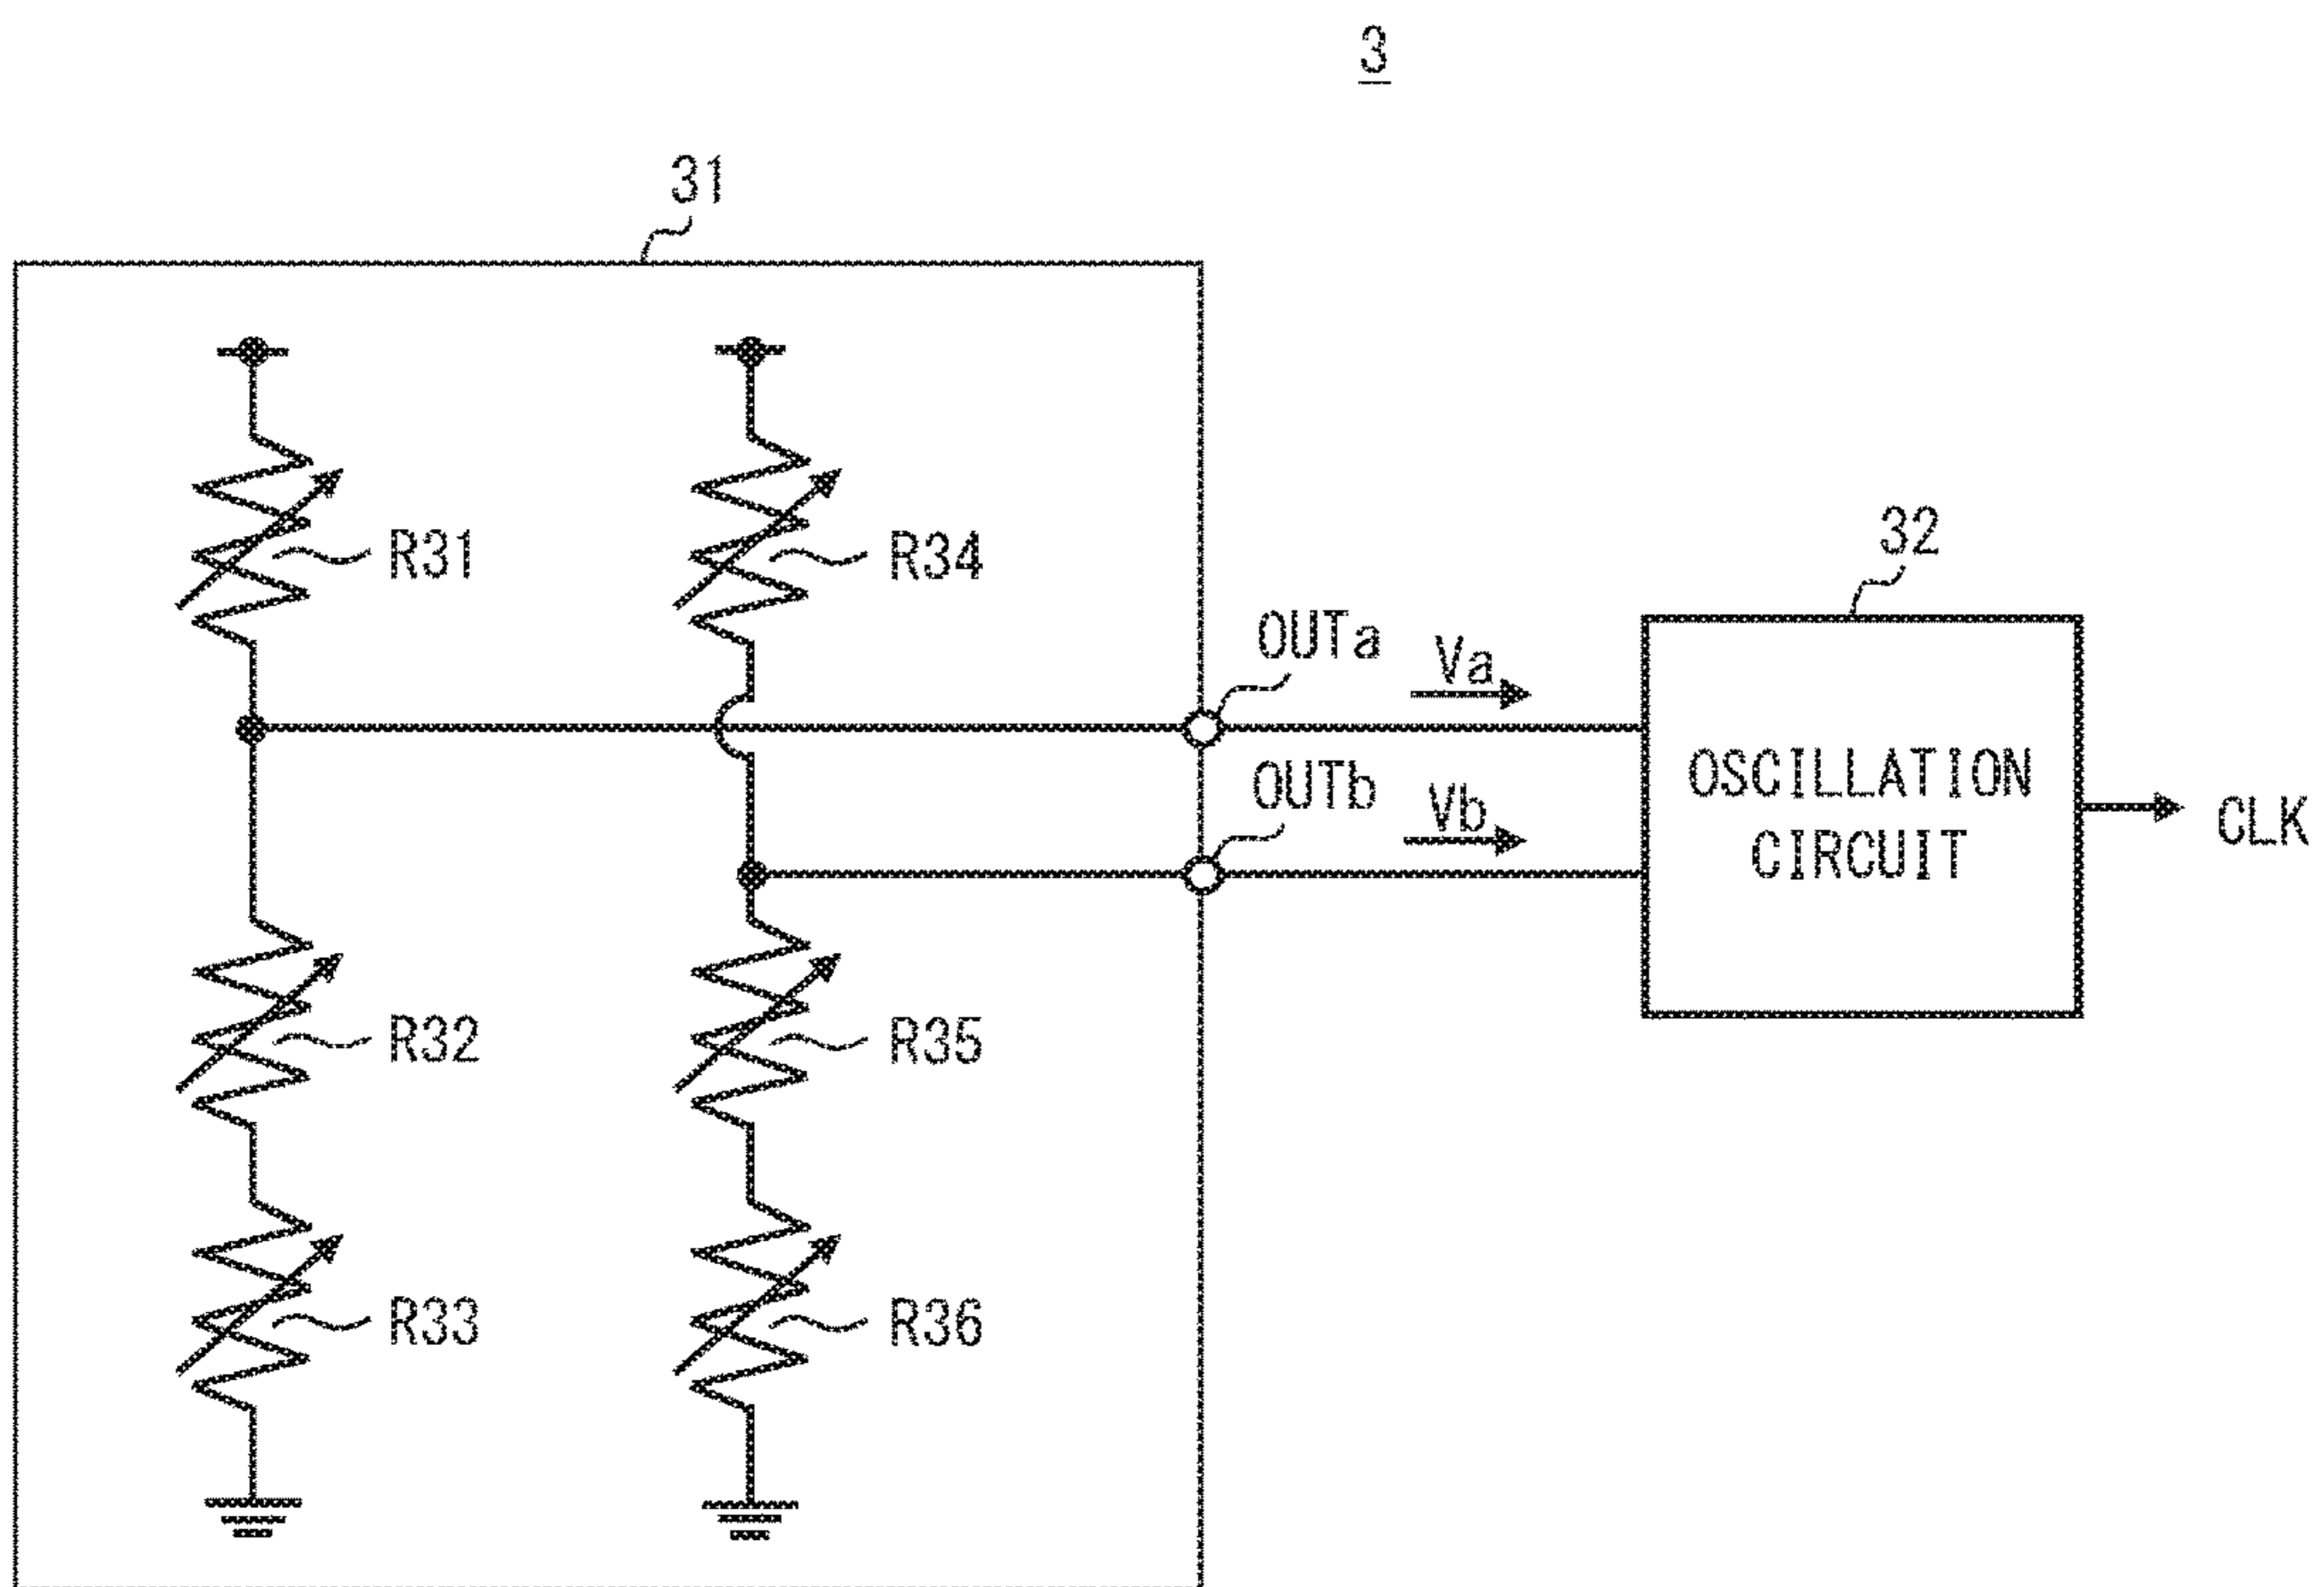 3
31
R31
R34
32
OUTa
Va
OUTb
Vb
OSCILLATION
CIRCUIT
CLK
R32
R35
R33
R36